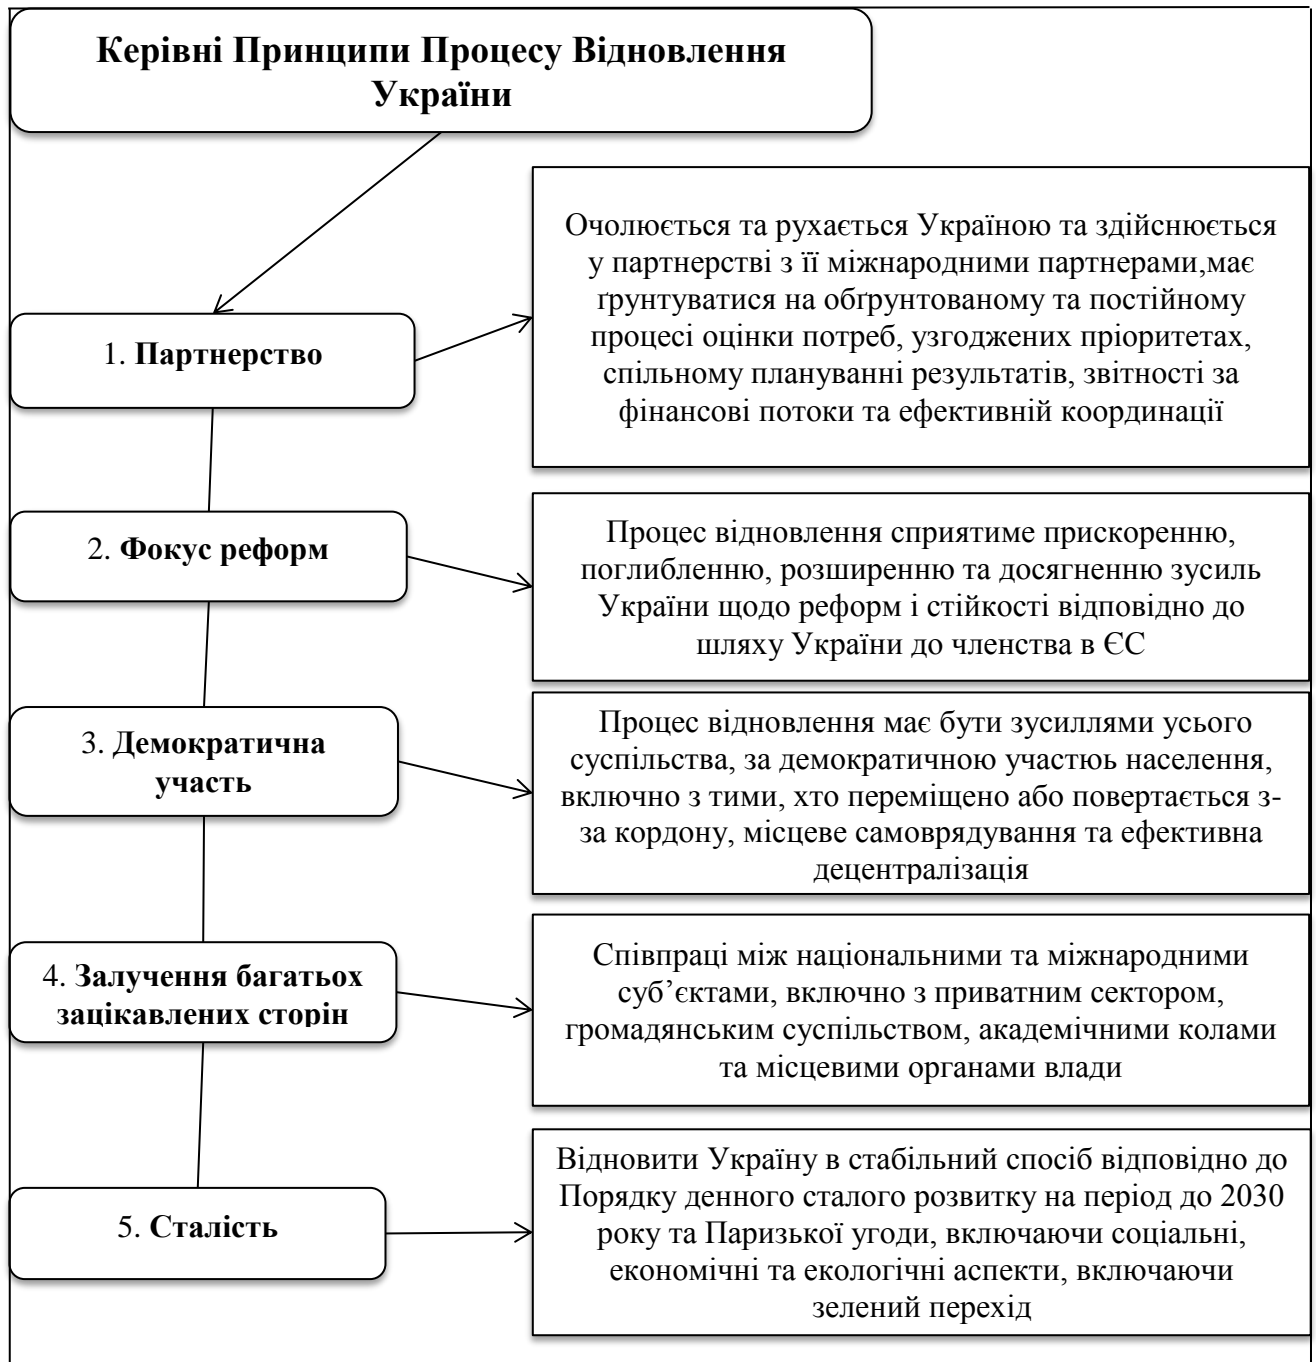 Керівні Принципи Процесу Відновлення
України
1. Партнерство
Очолюється та рухається Україною та здійснюється
у партнерстві з її міжнародними партнерами,має
ґрунтуватися на обґрунтованому та постійному
процесі оцінки потреб, узгоджених пріоритетах,
спільному плануванні результатів, звітності за
фінансові потоки та ефективній координації
2. Фокус реформ
Процес відновлення сприятиме прискоренню,
поглибленню, розширенню та досягненню зусиль
України щодо реформ і стійкості відповідно до
шляху України до членства в ЄС
3. Демократична
участь
Процес відновлення має бути зусиллями усього
суспільства, за демократичною участюь населення,
включно з тими, хто переміщено або повертається з-
за кордону, місцеве самоврядування та ефективна
децентралізація
4. Залучення багатьох
зацікавлених сторін
Співпраці між національними та міжнародними
суб’єктами, включно з приватним сектором,
громадянським суспільством, академічними колами
та місцевими органами влади
5. Сталість
Відновити Україну в стабільний спосіб відповідно до
Порядку денного сталого розвитку на період до 2030
року та Паризької угоди, включаючи соціальні,
економічні та екологічні аспекти, включаючи
зелений перехід